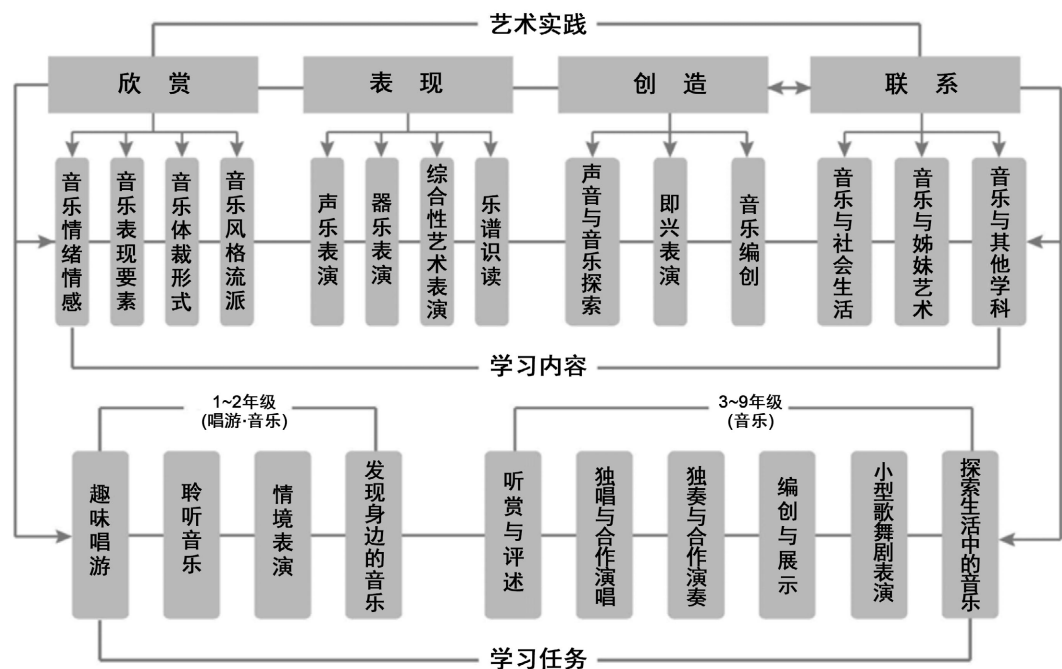 艺术实践
欣赏
表现
创造
联系
音乐情绪情感
音乐表现要素
音乐体裁形式
音乐风格流派
声乐表演
器乐表演
综合性艺术表演
乐谱识读
声音与音乐探索
即兴表演
音乐编创
音乐与社会生活
音乐与姊妹艺术
音乐与其他学科
学习内容
1~2年级
(唱游·音乐)
3~9年级
(音乐)
趣味唱游
聆听音乐
情境表演
发现身边的音乐
听赏与评述
独唱与合作演唱
独奏与合作演奏
编创与展示
小型歌舞剧表演
探索生活中的音乐
学习任务